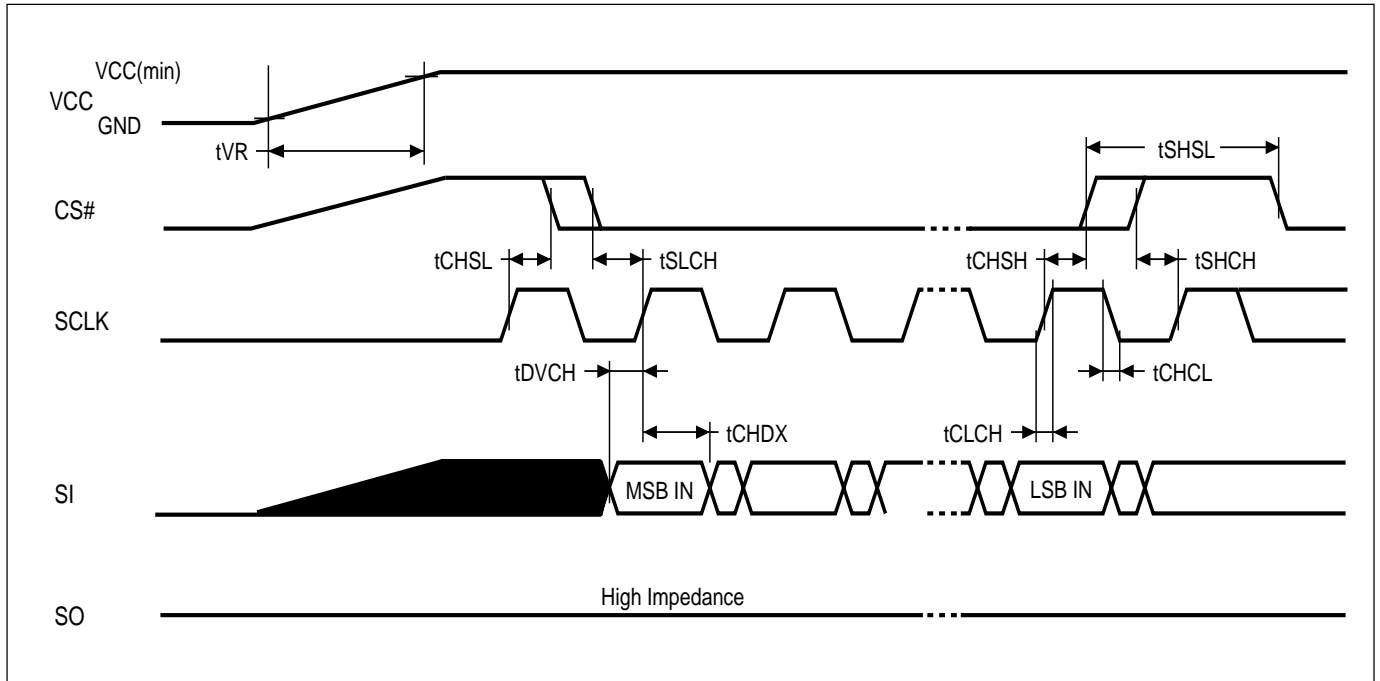 VCC(min)
VCC
GND
tVR
tSHSL
CS#
tCHSL
tSLCH
tCHSH
tSHCH
SCLK
tDVCH
tCHCL
tCHDX
tCLCH
SI
MSB IN
LSB IN
High Impedance
SO